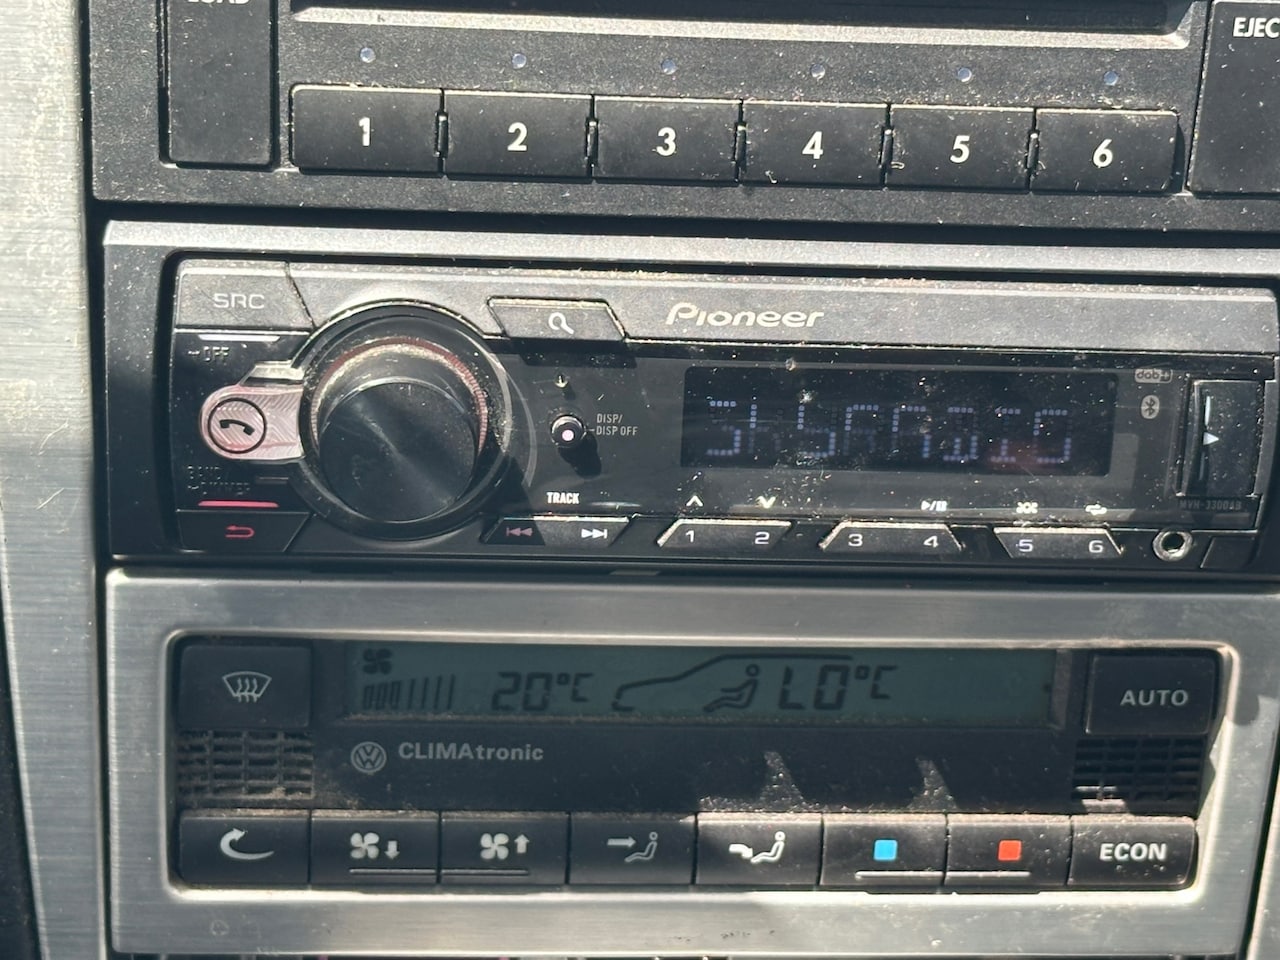 LOAD
EJEC
1 2 3 4 5 6
SRC
Pioneer
OFF
DISP/
DISP OFF
TRACK
1 2 3 4 5 6
20°C LO°C
AUTO
CLIMAtronic
ECON